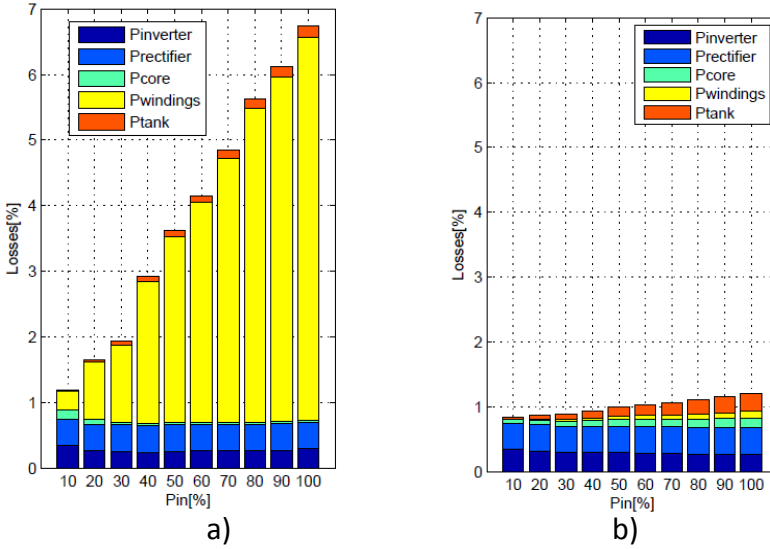 7
6
5
4
3
2
1
0
Losses[%]
Pinverter
Prectifier
Pcore
Pwindings
Ptank
10 20 30 40 50 60 70 80 90 100
Pin[%]
a)
7
6
5
4
3
2
1
0
Losses[%]
Pinverter
Prectifier
Pcore
Pwindings
Ptank
10 20 30 40 50 60 70 80 90 100
Pin[%]
b)